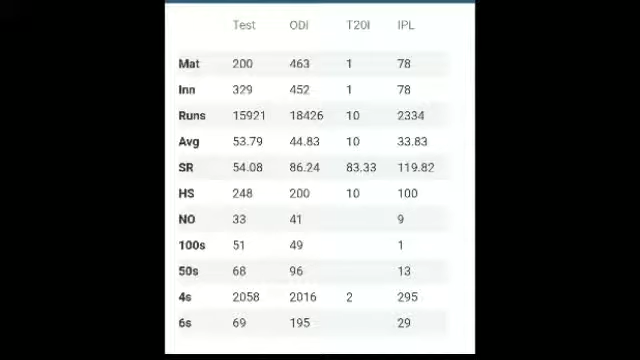 Test ODI T20I IPL
Mat 200 463 1 78
Inn 329 452 1 78
Runs 15921 18426 10 2334
Avg 53.79 44.83 10 33.83
SR 54.08 86.24 83.33 119.82
HS 248 200 10 100
NO 33 41 9
100s 51 49 1
50s 68 96 13
4s 2058 2016 2 295
6s 69 195 29